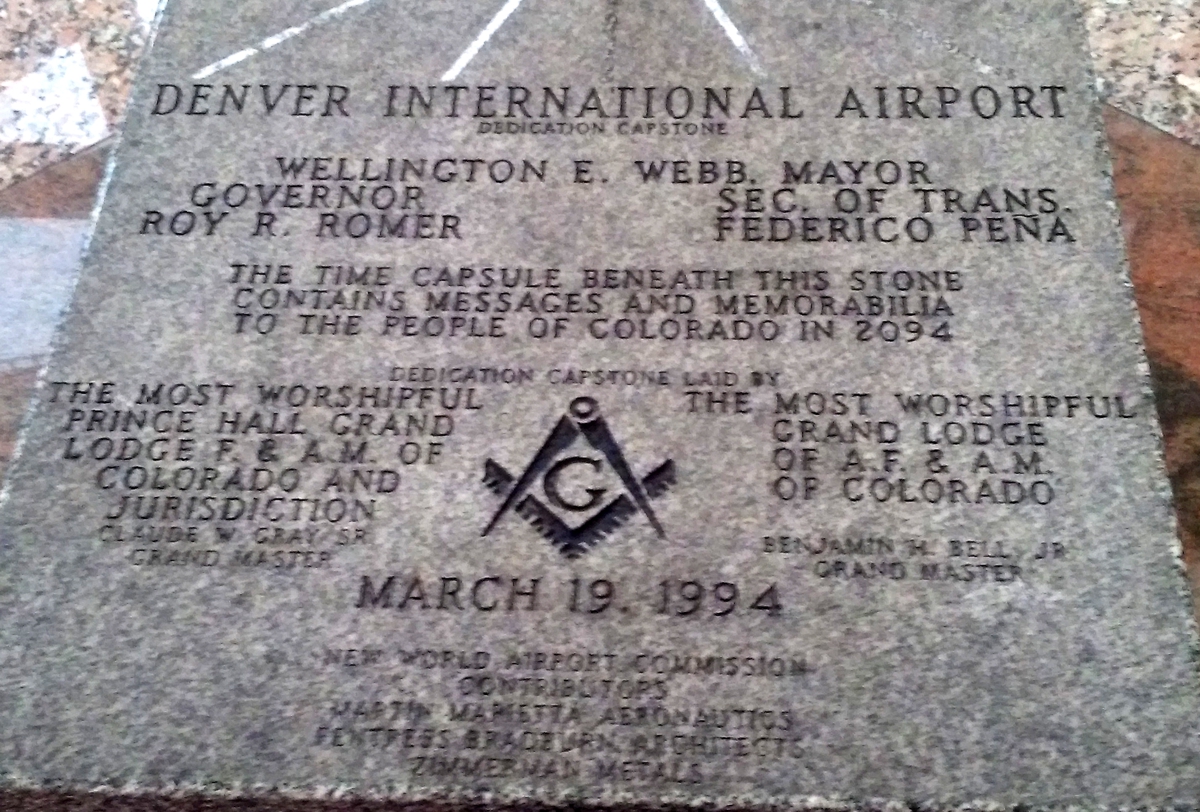 DENVER INTERNATIONAL AIRPORT
DEDICATION CAPSTONE
WELLINGTON E. WEBB. MAYOR
GOVERNOR
ROY R. ROMER
SEC. OF TRANS.
FEDERICO PEÑA
THE TIME CAPSULE BENEATH THIS STONE
CONTAINS MESSAGES AND MEMORABILIA
TO THE PEOPLE OF COLORADO IN 2094
DEDICATION CAPSTONE LAID BY
THE MOST WORSHIPFUL
PRINCE HALL GRAND
LODGE F. & A.M. OF
COLORADO AND
JURISDICTION
CLAUDE W. GRAY SR
GRAND MASTER
G
THE MOST WORSHIPFUL
GRAND LODGE
OF A.F. & A.M.
OF COLORADO
BENJAMIN H. BELL, JR
GRAND MASTER
MARCH 19. 1994
NEW WORLD AIRPORT COMMISSION
CONTRIBUTORS
MARTIN MARIETTA AERONAUTICS
FENTRESS BRADBURN ARCHITECTS
ZIMMERMAN METALS